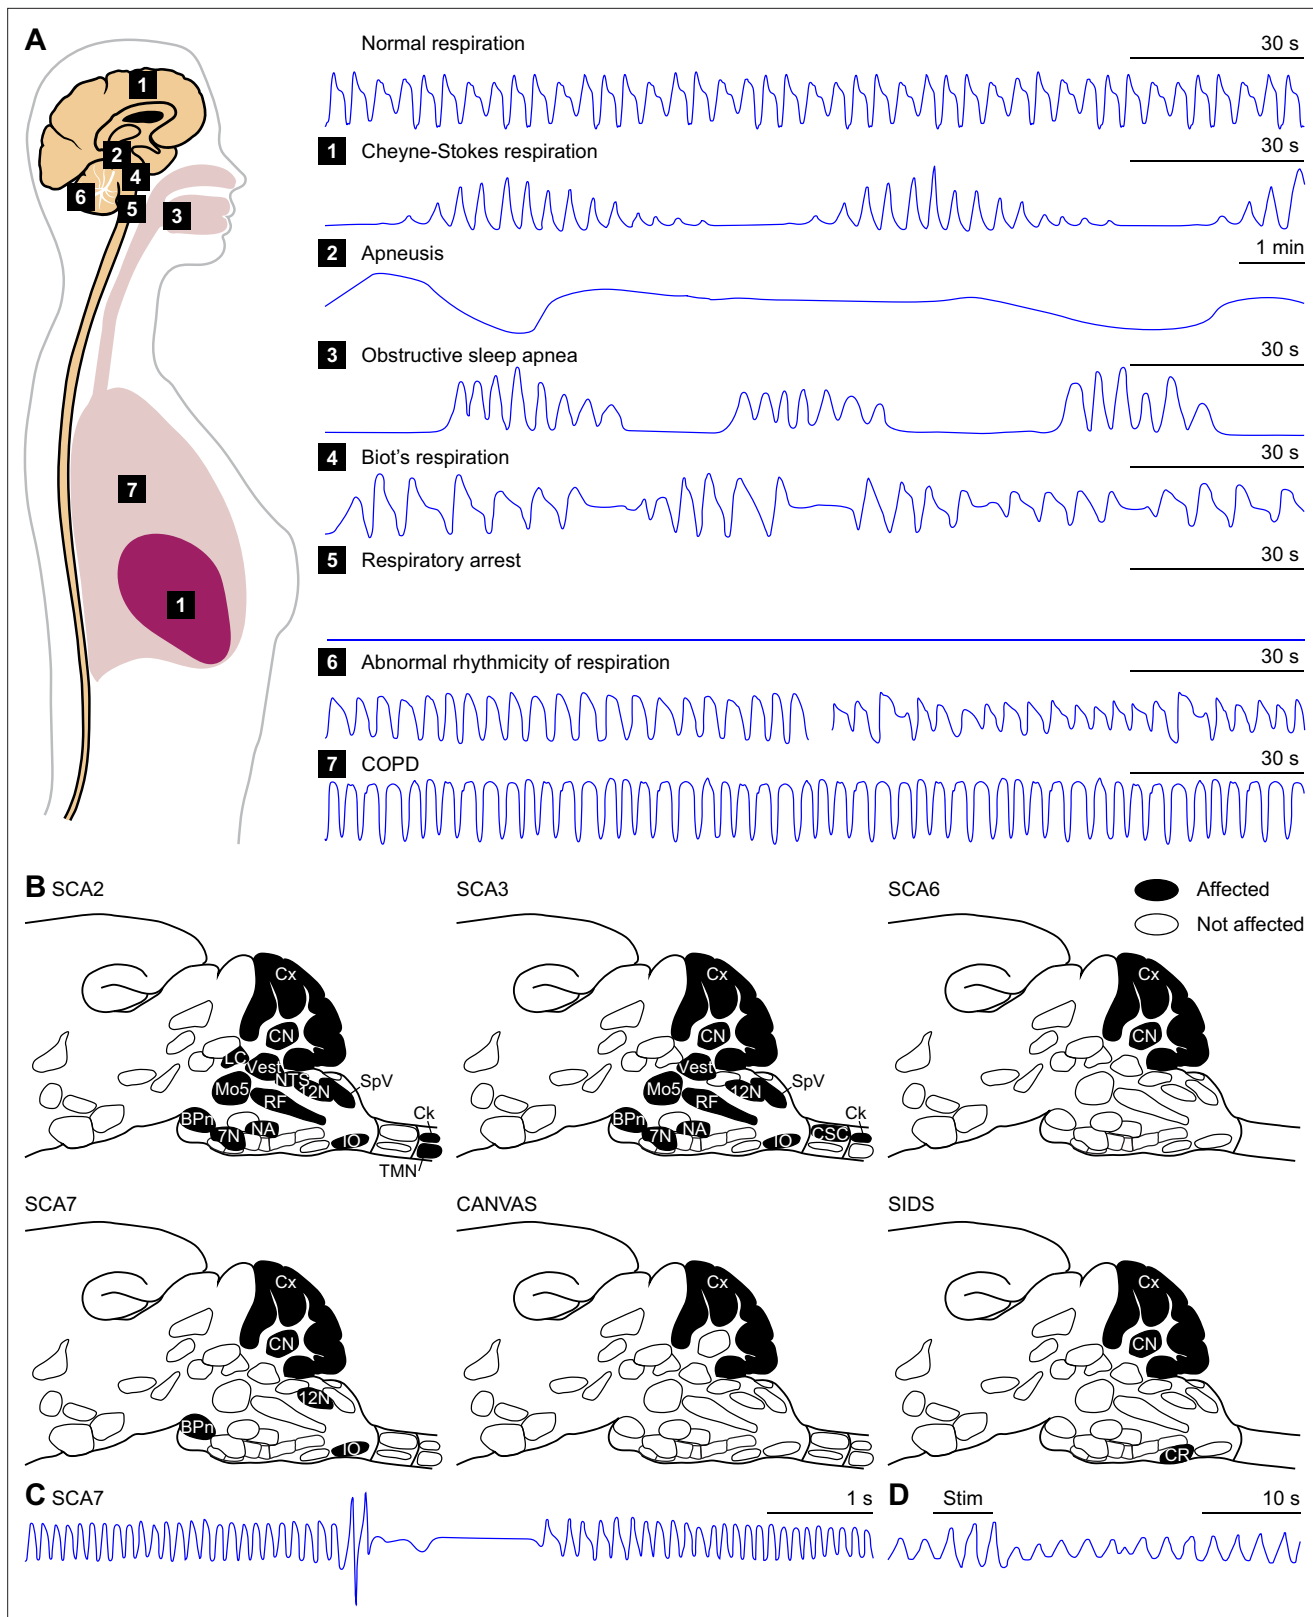 A
Normal respiration
30 s
1 Cheyne-Stokes respiration
30 s
2 Apneusis
1 min
3 Obstructive sleep apnea
30 s
4 Biot's respiration
30 s
5 Respiratory arrest
30 s
6 Abnormal rhythmicity of respiration
30 s
7 COPD
30 s
1
2
4
6
5
3
7
1
B SCA2
SCA3
SCA6
Affected
Not affected
Cx
CN
LC
Vest
NTS
12N
SpV
Mo5
RF
BPn
7N
NA
IO
Ck
TMN
Cx
CN
Vest
12N
SpV
Mo5
RF
BPn
7N
NA
IO
CSC
Ck
Cx
CN
SCA7
CANVAS
SIDS
Cx
CN
12N
BPn
IO
Cx
Cx
CN
CR
C SCA7
1 s
D
Stim
10 s